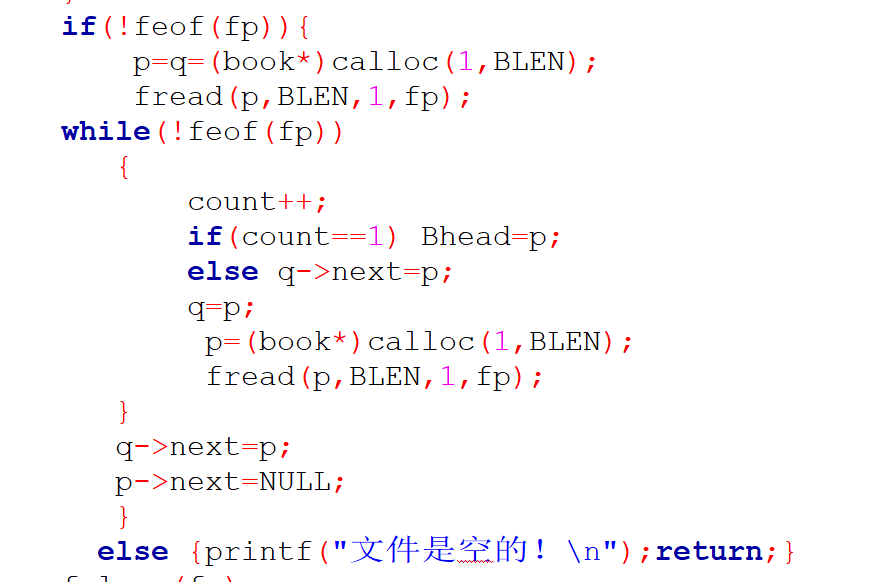 if(!feof(fp)){
p=q=(book*)calloc(1,BLEN);
fread(p,BLEN,1,fp);
while(!feof(fp))
{
count++;
if(count==1) Bhead=p;
else q->next=p;
q=p;
p=(book*)calloc(1,BLEN);
fread(p,BLEN,1,fp);
}
q->next=p;
p->next=NULL;
}
else {printf("文件是空的！\n");return;}